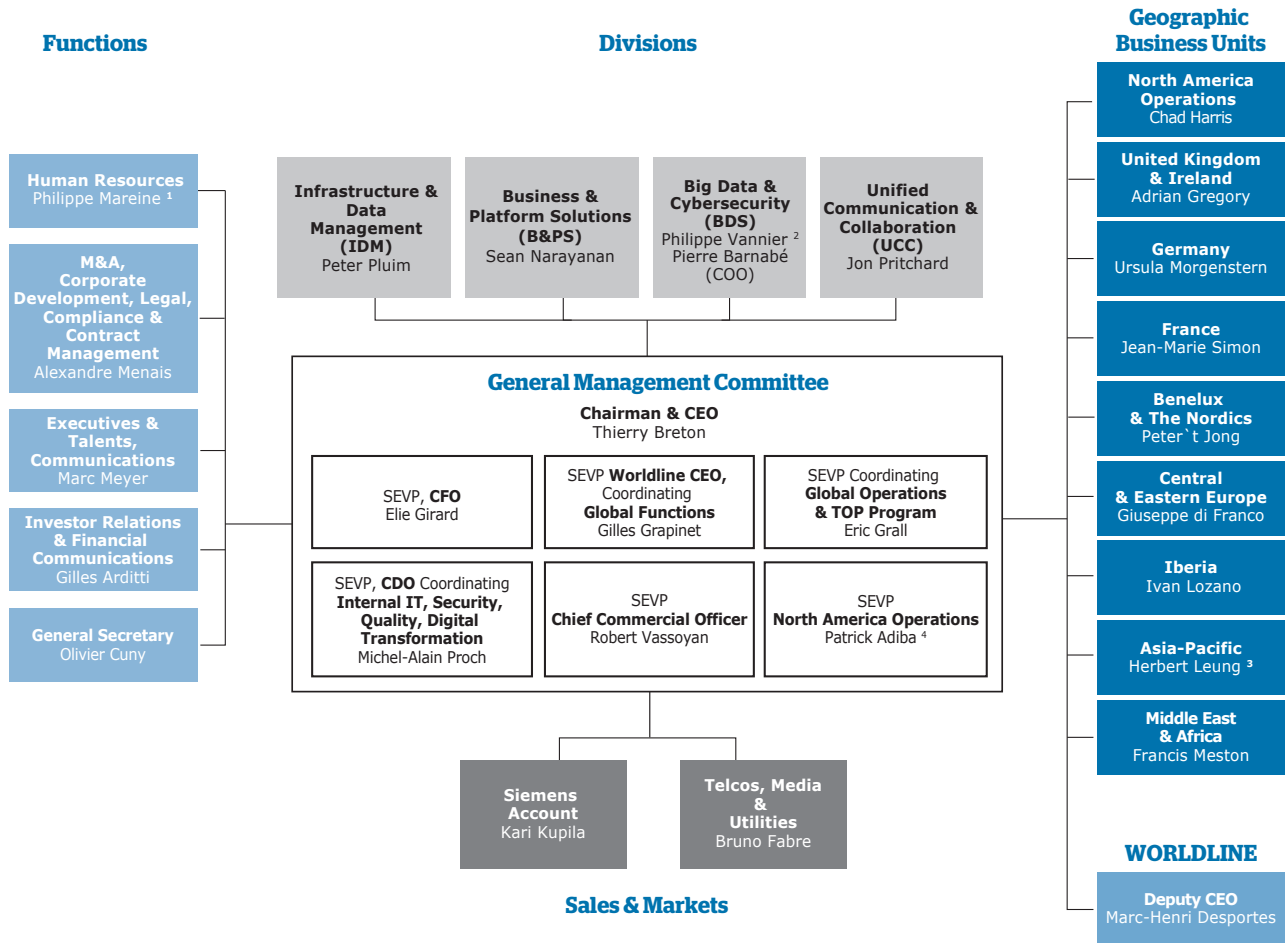 Functions
Human Resources
Philippe Mareine ¹
M&A,
Corporate
Development, Legal,
Compliance &
Contract
Management
Alexandre Menais
Executives &
Talents,
Communications
Marc Meyer
Investor Relations
& Financial
Communications
Gilles Arditti
General Secretary
Olivier Cuny
Divisions
Infrastructure &
Data
Management
(IDM)
Peter Pluim
Business &
Platform Solutions
(B&PS)
Sean Narayanan
Big Data &
Cybersecurity
(BDS)
Philippe Vannier ²
Pierre Barnabé
(COO)
Unified
Communication &
Collaboration
(UCC)
Jon Pritchard
General Management Committee
Chairman & CEO
Thierry Breton
SEVP, CFO
Elie Girard
SEVP Worldline CEO,
Coordinating
Global Functions
Gilles Grapinet
SEVP Coordinating
Global Operations
& TOP Program
Eric Grall
SEVP, CDO Coordinating
Internal IT, Security,
Quality, Digital
Transformation
Michel-Alain Proch
SEVP
Chief Commercial Officer
Robert Vassoyan
SEVP
North America Operations
Patrick Adiba ⁴
Siemens
Account
Kari Kupila
Telcos, Media
&
Utilities
Bruno Fabre
Sales & Markets
Geographic
Business Units
North America
Operations
Chad Harris
United Kingdom
& Ireland
Adrian Gregory
Germany
Ursula Morgenstern
France
Jean-Marie Simon
Benelux
& The Nordics
Peter`t Jong
Central
& Eastern Europe
Giuseppe di Franco
Iberia
Ivan Lozano
Asia-Pacific
Herbert Leung ³
Middle East
& Africa
Francis Meston
WORLDLINE
Deputy CEO
Marc-Henri Desportes